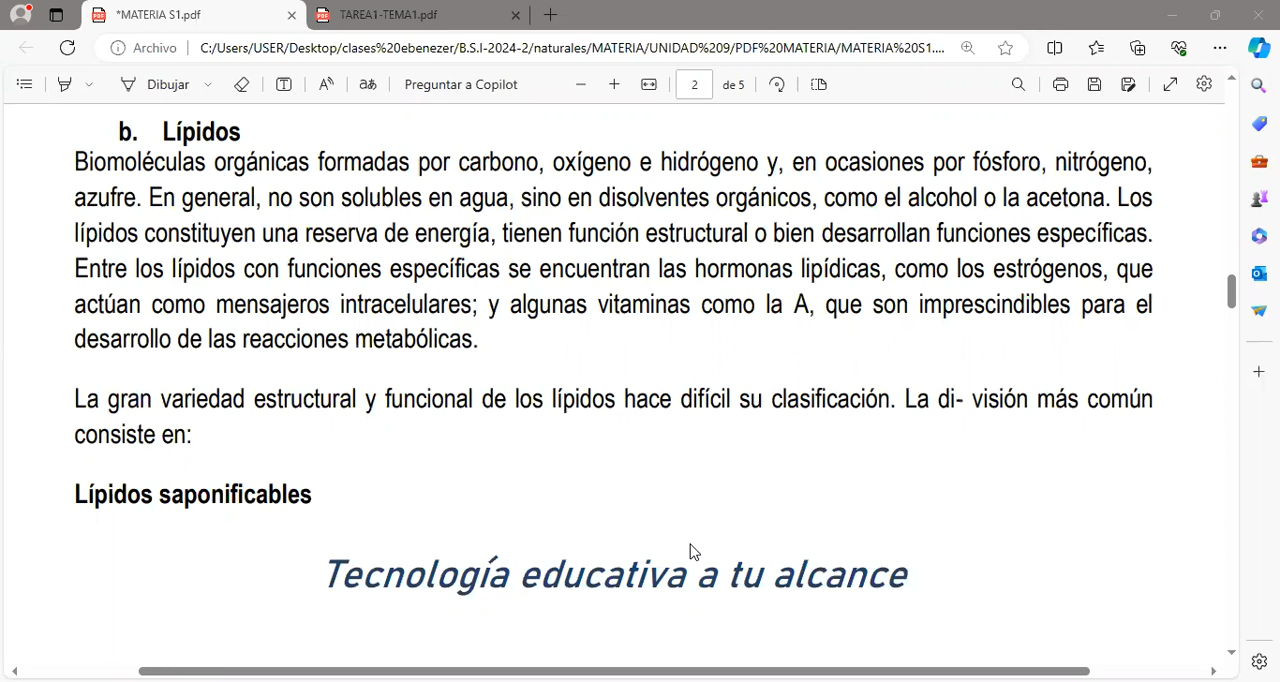 *MATERIA S1.pdf
TAREA1-TEMA1.pdf
Archivo
C:/Users/USER/Desktop/clases%20ebenezer/B.S.I-2024-2/naturales/MATERIA/UNIDAD%209/PDF%20MATERIA/MATERIA%20S1....
Dibujar
Preguntar a Copilot
2
de 5
b. Lípidos
Biomoléculas orgánicas formadas por carbono, oxígeno e hidrógeno y, en ocasiones por fósforo, nitrógeno,
azufre. En general, no son solubles en agua, sino en disolventes orgánicos, como el alcohol o la acetona. Los
lípidos constituyen una reserva de energía, tienen función estructural o bien desarrollan funciones específicas.
Entre los lípidos con funciones específicas se encuentran las hormonas lipídicas, como los estrógenos, que
actúan como mensajeros intracelulares; y algunas vitaminas como la A, que son imprescindibles para el
desarrollo de las reacciones metabólicas.
La gran variedad estructural y funcional de los lípidos hace difícil su clasificación. La di- visión más común
consiste en:
Lípidos saponificables
Tecnología educativa a tu alcance